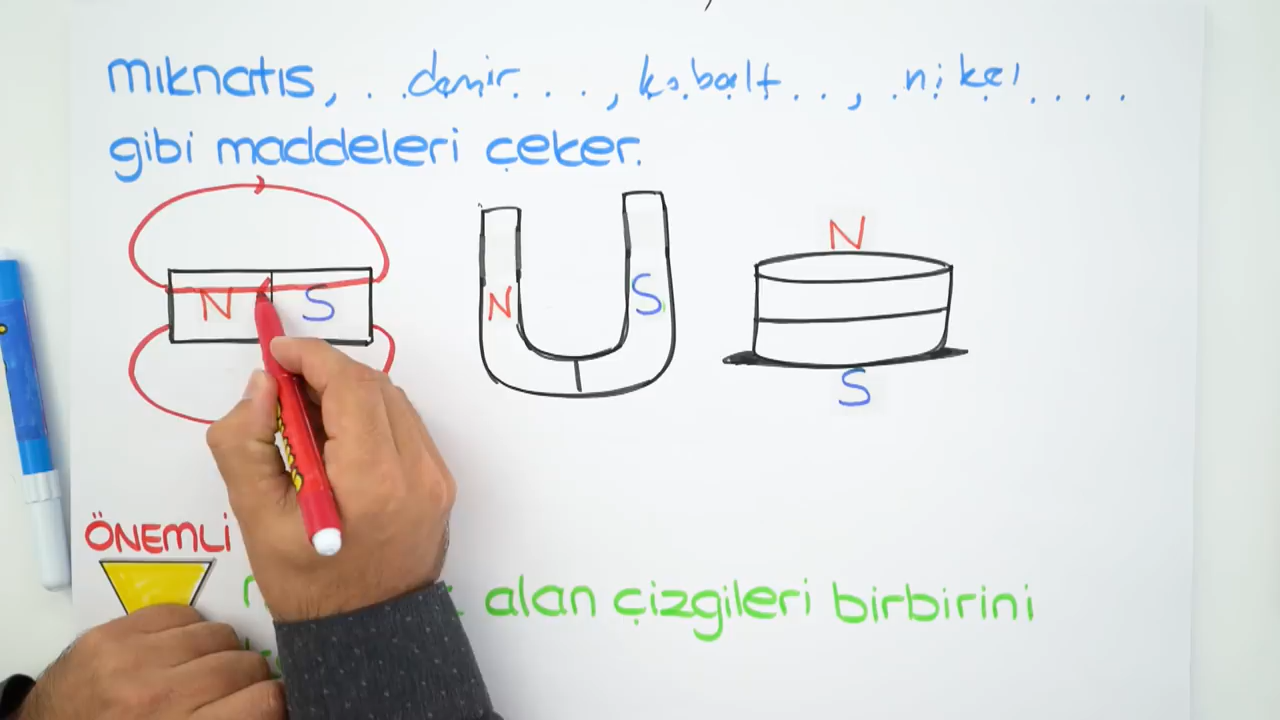 mıknatıs, . . demir . . . , kobalt . . , . nikel . . . .
gibi maddeleri çeker.
N
N S
N
S
S
ÖNEMLİ
alan çizgileri birbirini